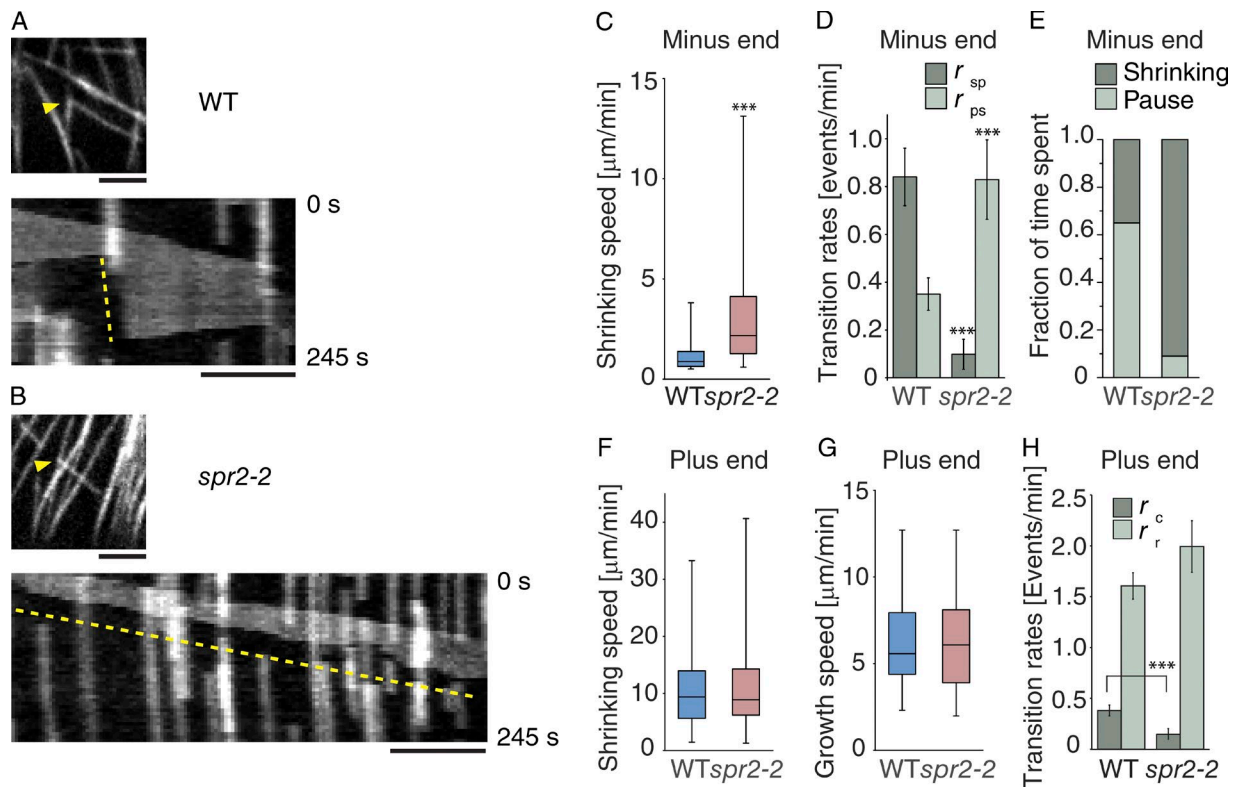 A
WT
0 s
245 s
B
spr2-2
0 s
245 s
C
Minus end
Shrinking speed [μm/min]
15
10
5
0
***
WT spr2-2
D
Minus end
r sp
r ps
Transition rates [events/min]
1.0
0.8
0.6
0.4
0.2
0
***
***
WT spr2-2
E
Minus end
Shrinking
Pause
Fraction of time spent
1.0
0.8
0.6
0.4
0.2
0
WT spr2-2
F
Plus end
Shrinking speed [μm/min]
40
30
20
10
0
WT spr2-2
G
Plus end
Growth speed [μm/min]
15
10
5
0
WT spr2-2
H
Plus end
r c
r r
Transition rates [Events/min]
2.5
2.0
1.5
1.0
0.5
0
***
WT spr2-2